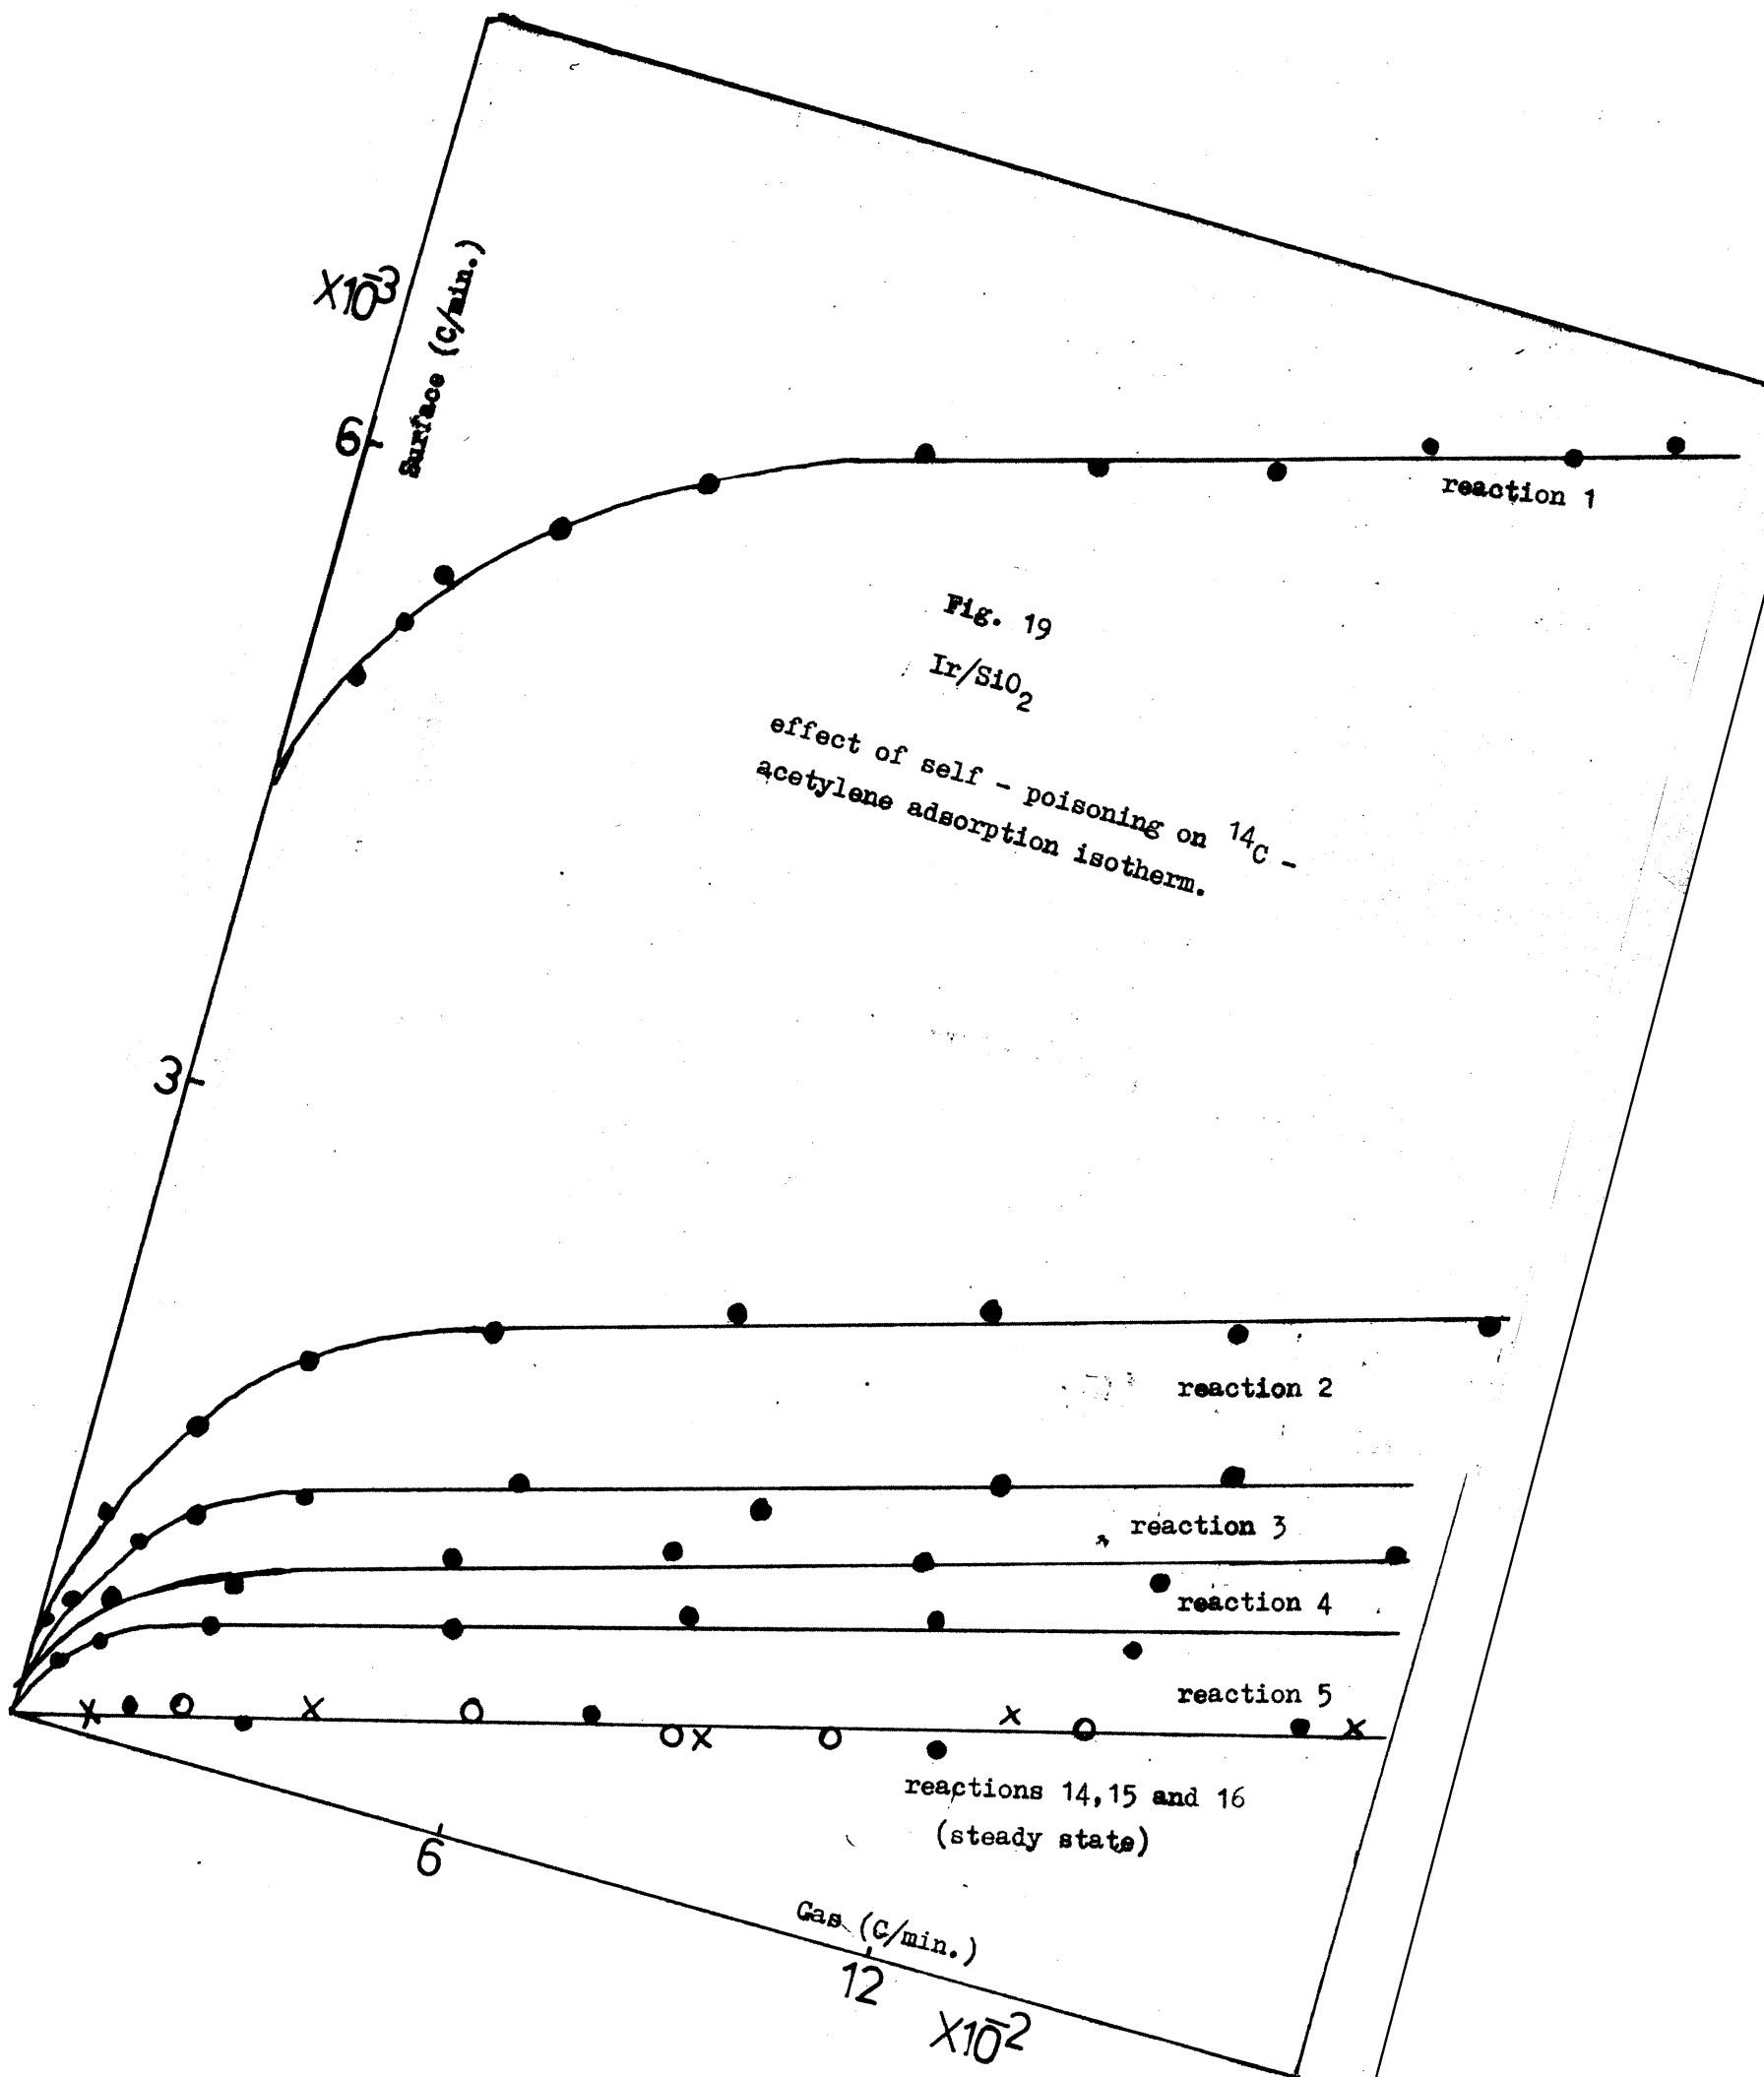 X10⁻3
Surface (C/min.)
6
reaction 1
Fig. 19
Ir/SiO₂
effect of self - poisoning on ¹⁴C -
acetylene adsorption isotherm.
3
reaction 2
reaction 3
reaction 4
reaction 5
reactions 14,15 and 16
(steady state)
6
Gas (C/min.)
12
X10⁻2